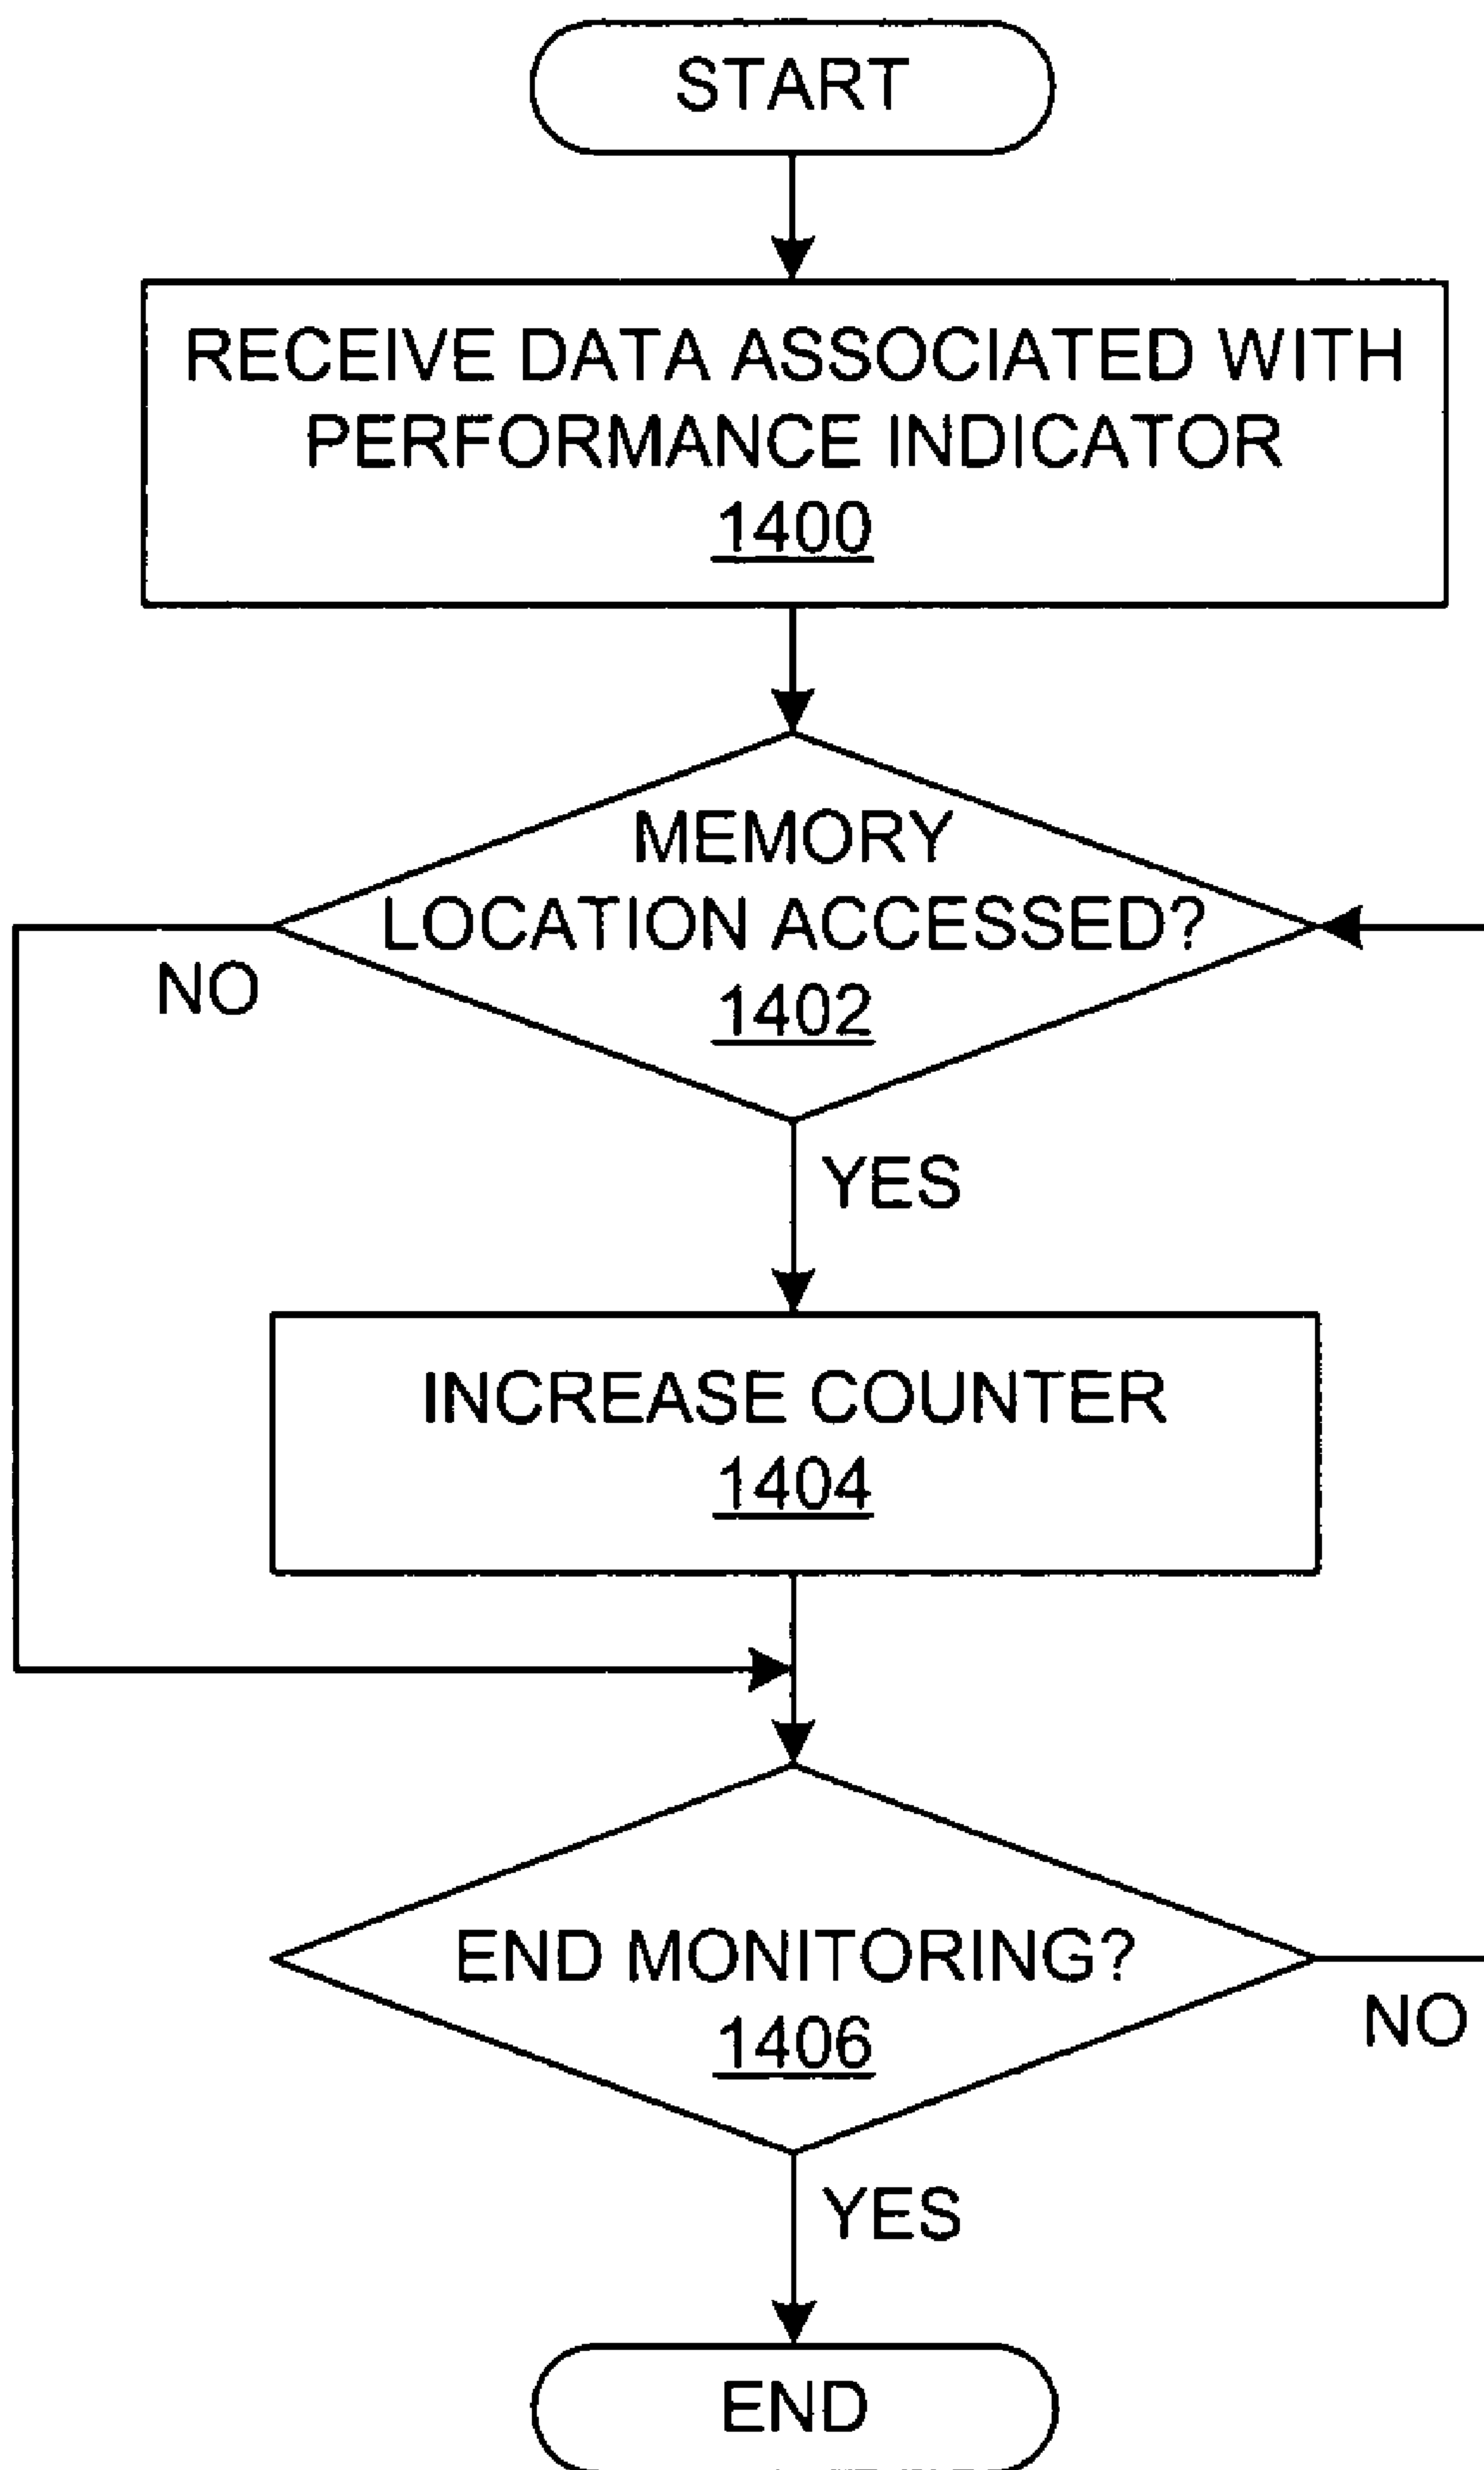 START
RECEIVE DATA ASSOCIATED WITH
PERFORMANCE INDICATOR
1400
MEMORY
LOCATION ACCESSED?
1402
NO
YES
INCREASE COUNTER
1404
END MONITORING?
1406
NO
YES
END